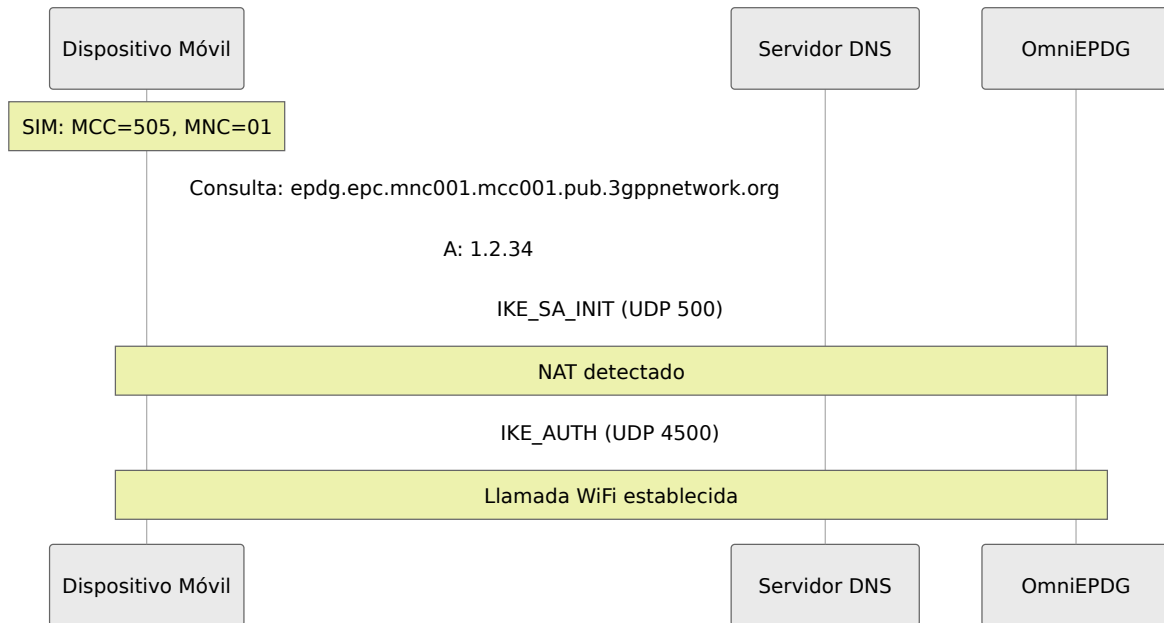 Dispositivo Móvil
Servidor DNS
OmniEPDG
SIM: MCC=505, MNC=01
Consulta: epdg.epc.mnc001.mcc001.pub.3gppnetwork.org
A: 1.2.34
IKE_SA_INIT (UDP 500)
NAT detectado
IKE_AUTH (UDP 4500)
Llamada WiFi establecida
Dispositivo Móvil
Servidor DNS
OmniEPDG